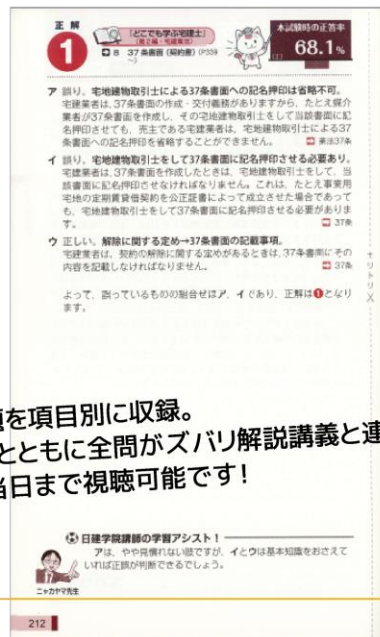 正解
1
「どこでも学ぶ宅建士」
(第2編・宅建業法)
8 37条書面(契約書)(P339
~)
本試験時の正答率
68.1%
ア 誤り。宅地建物取引士による37条書面への記名押印は省略不可。
宅建業者は、37条書面の作成・交付義務がありますから、たとえ媒介
業者が37条書面を作成し、その宅地建物取引士をして当該書面に記
名押印させても、売主である宅建業者は、宅地建物取引士による37
条書面への記名押印を省略することができません。 業法37条
イ 誤り。宅地建物取引士をして37条書面に記名押印させる必要あり。
宅建業者は、37条書面を作成したときは、宅地建物取引士をして、当
該書面に記名押印させなければなりません。これは、たとえ事業用
宅地の定期賃貸借契約を公正証書によって成立させた場合であって
も、宅地建物取引士をして37条書面に記名押印させる必要がありま
す。 37条
ウ 正しい。解除に関する定め→37条書面の記載事項。
宅建業者は、契約の解除に関する定めがあるときは、37条書面にその
内容を記載しなければなりません。 37条
よって、誤っているものの組合せはア、イであり、正解は1となり
ます。
キリトリ
を項目別に収録。
とともに全問がズバリ解説講義と連
当日まで視聴可能です!
日建学院講師の学習アシスト!
アは、やや見慣れない肢ですが、イとウは基本知識をおさえて
いれば正誤が判断できるでしょう。
ニャカヤマ先生
212